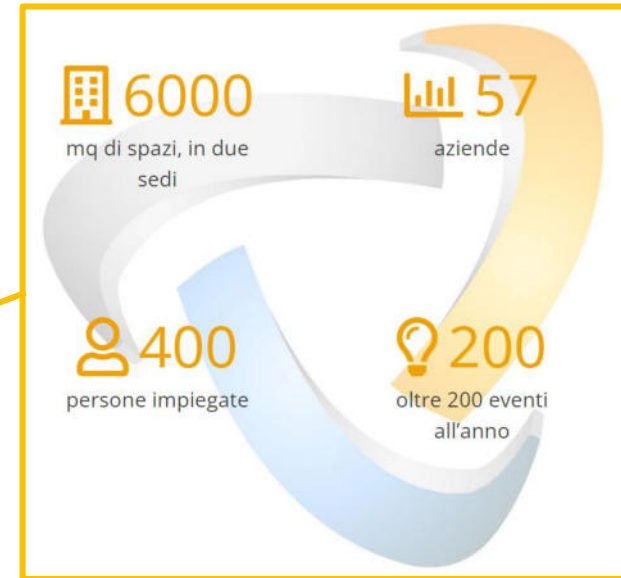 6000
mq di spazi, in due
sedi
57
aziende
400
persone impiegate
200
oltre 200 eventi
all'anno